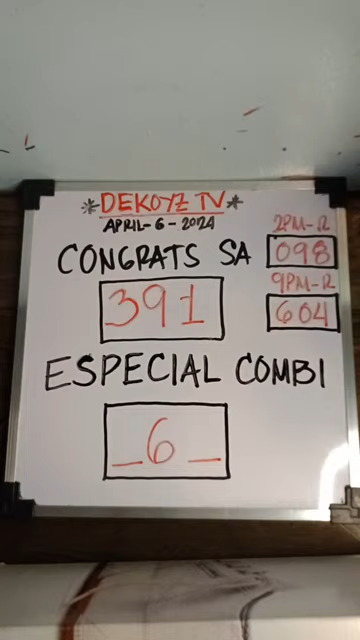 *DEKOYZ TV*
APRIL-6-2024
2PM-R
CONGRATS SA
098
9PM-R
391
604
ESPECIAL COMBI
_6_